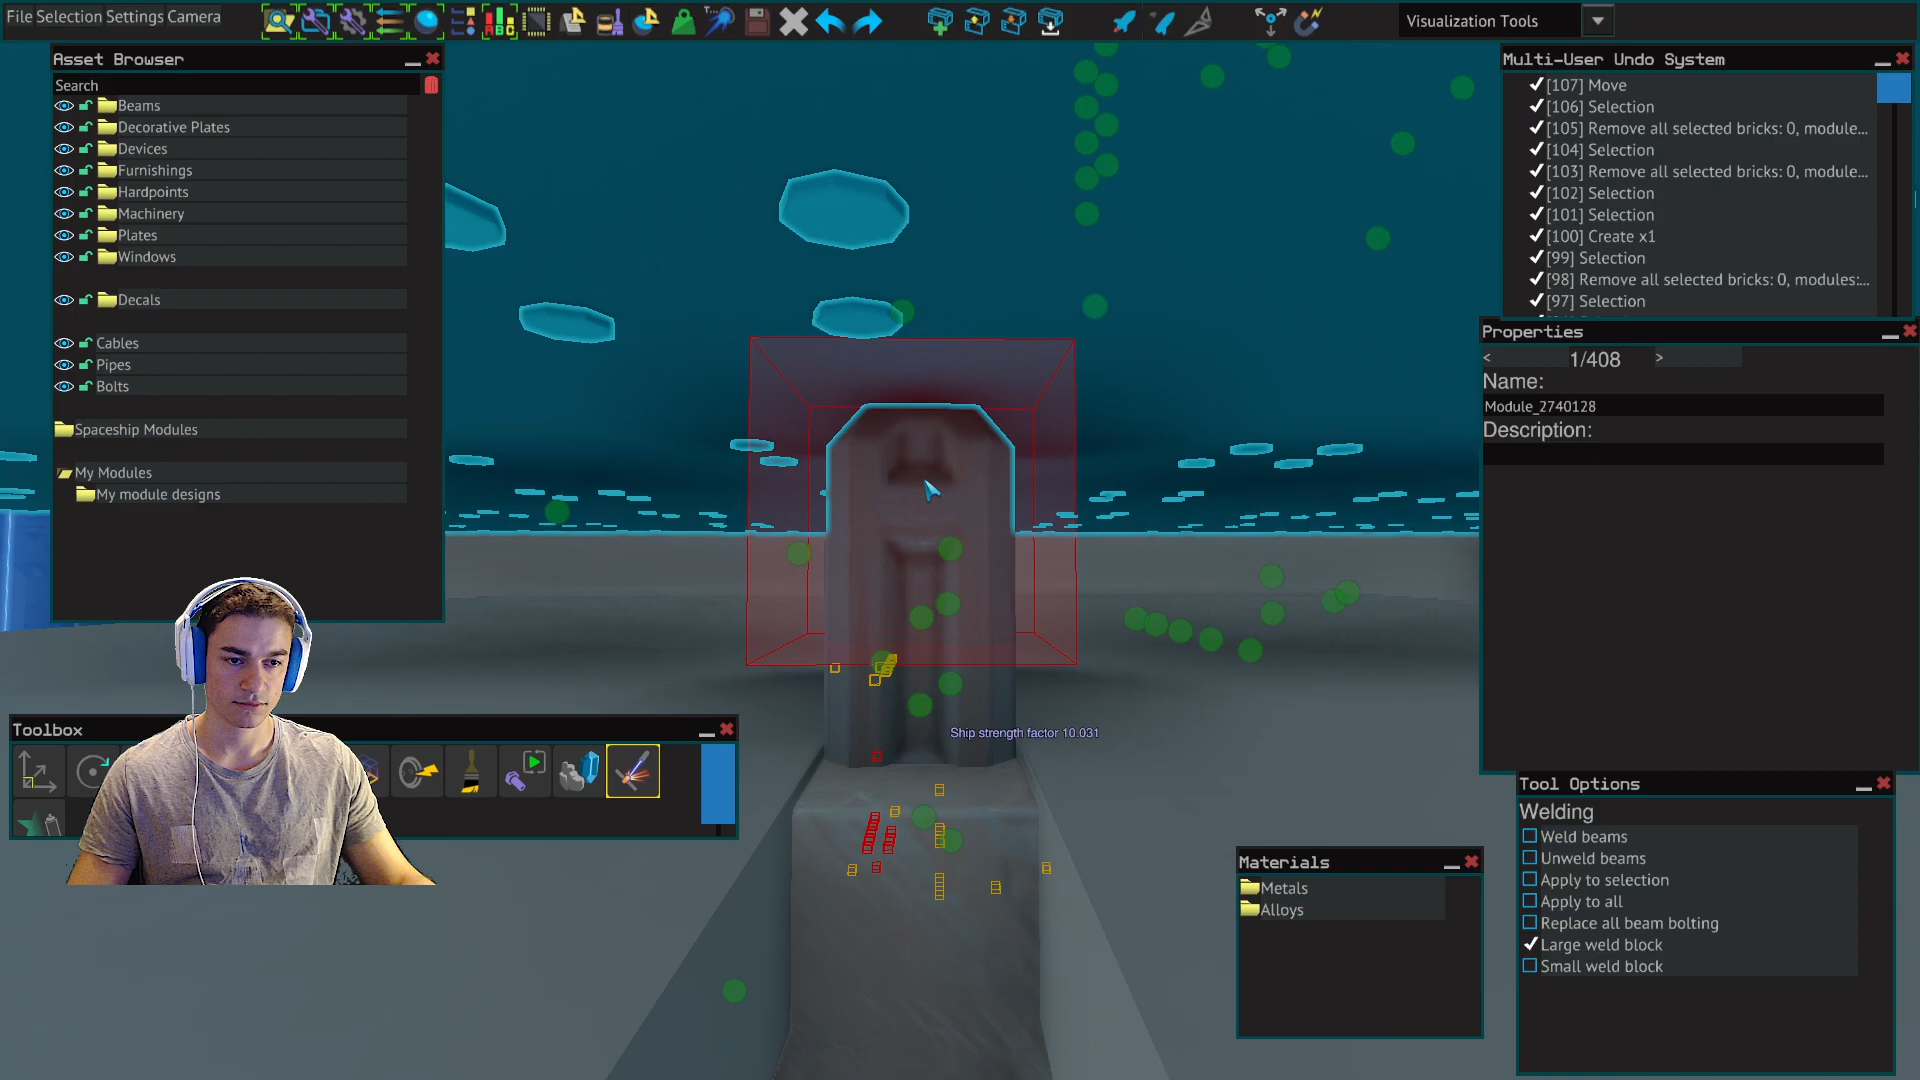 File Selection Settings Camera
Visualization Tools
Asset Browser
Search
Beams
Decorative Plates
Devices
Furnishings
Hardpoints
Machinery
Plates
Windows
Decals
Cables
Pipes
Bolts
Spaceship Modules
My Modules
My module designs
Multi-User Undo System
[107] Move
[106] Selection
[105] Remove all selected bricks: 0, module...
[104] Selection
[103] Remove all selected bricks: 0, module...
[102] Selection
[101] Selection
[100] Create x1
[99] Selection
[98] Remove all selected bricks: 0, modules:...
[97] Selection
Properties
< 1/408 >
Name:
Module_2740128
Description:
Ship strength factor 10.031
Toolbox
Materials
Metals
Alloys
Tool Options
Welding
Weld beams
Unweld beams
Apply to selection
Apply to all
Replace all beam bolting
Large weld block
Small weld block